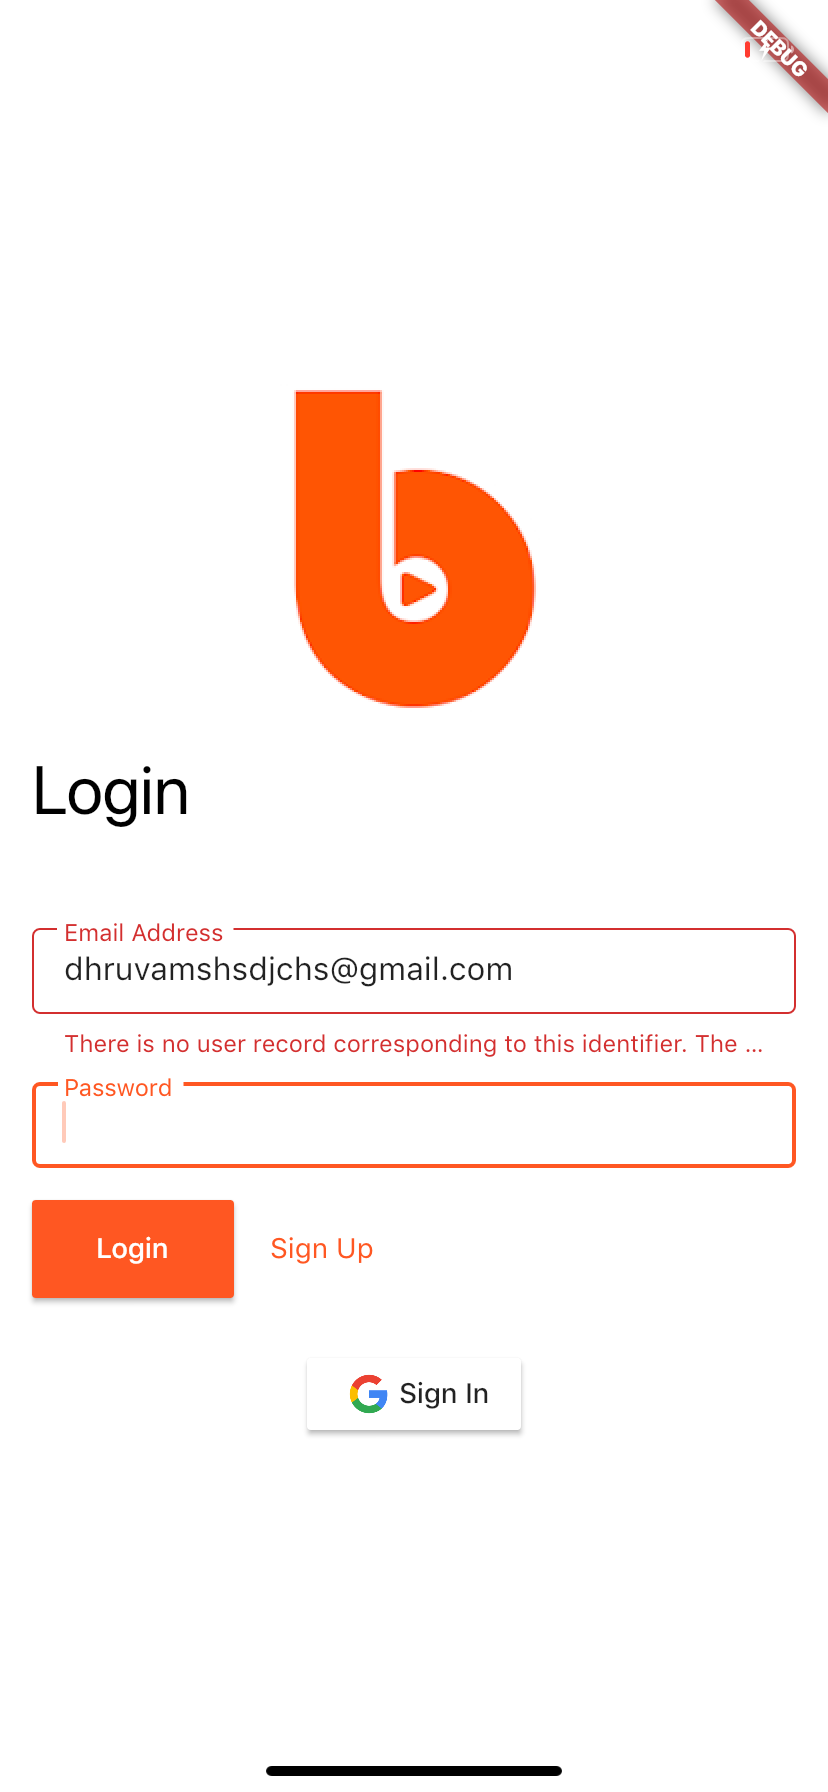 DEBUG
Login
Email Address
dhruvamshsdjchs@gmail.com
There is no user record corresponding to this identifier. The ...
Password
Login
Sign Up
Sign In